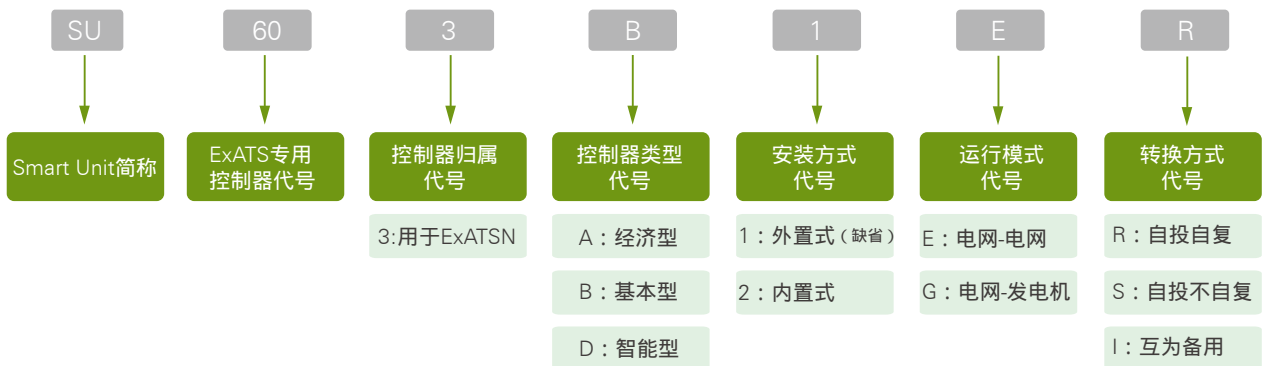 SU 60 3 B 1 E R
Smart Unit简称
ExATS专用
控制器代号
控制器归属
代号
控制器类型
代号
安装方式
代号
运行模式
代号
转换方式
代号
3:用于ExATSN
A：经济型
B：基本型
D：智能型
1：外置式（缺省）
2：内置式
E：电网-电网
G：电网-发电机
R：自投自复
S：自投不自复
I：互为备用